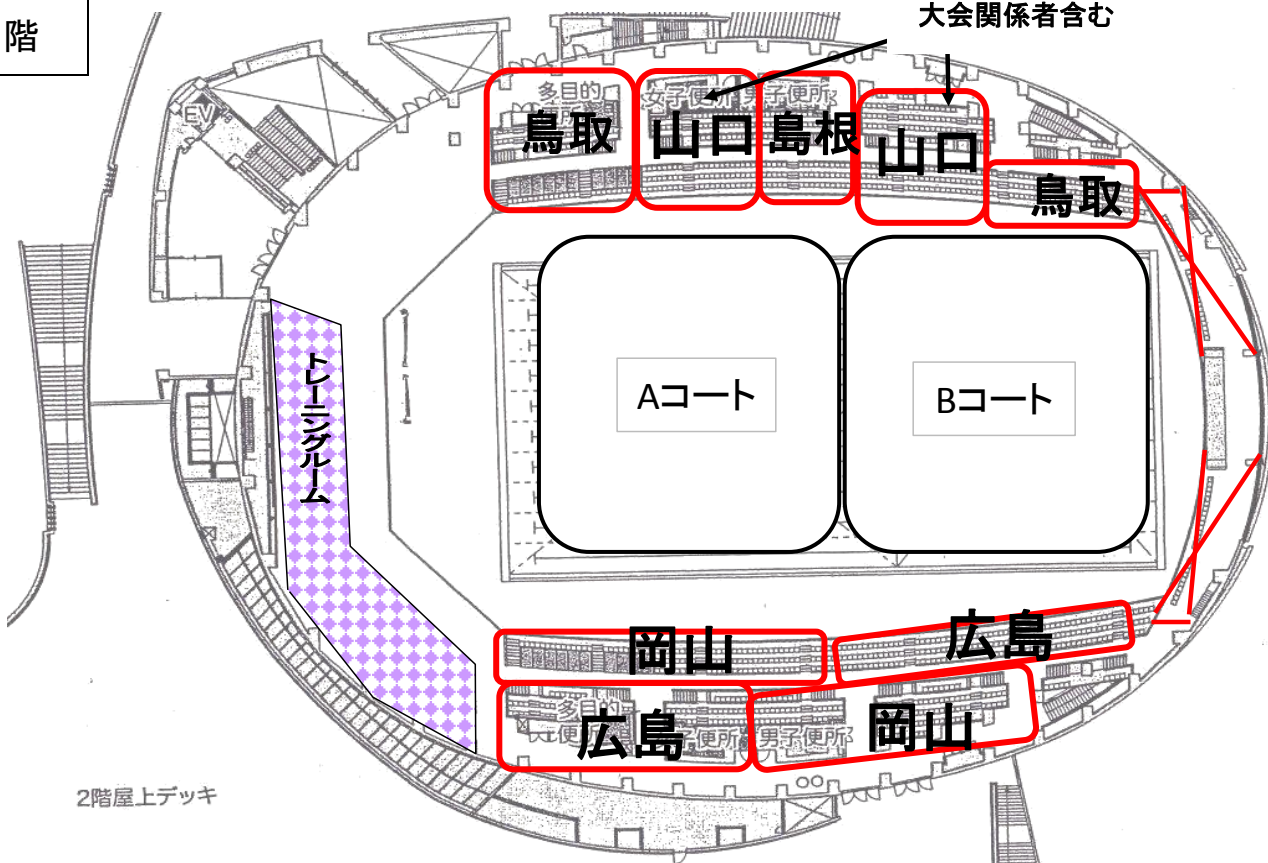 階
大会関係者含む
EV
多目的
女子便所
男子便所
鳥取
山口
島根
山口
鳥取
トレーニングルーム
Aコート
Bコート
岡山
広島
多目的
便所
子便所
男子便所
広島
岡山
2階屋上デッキ